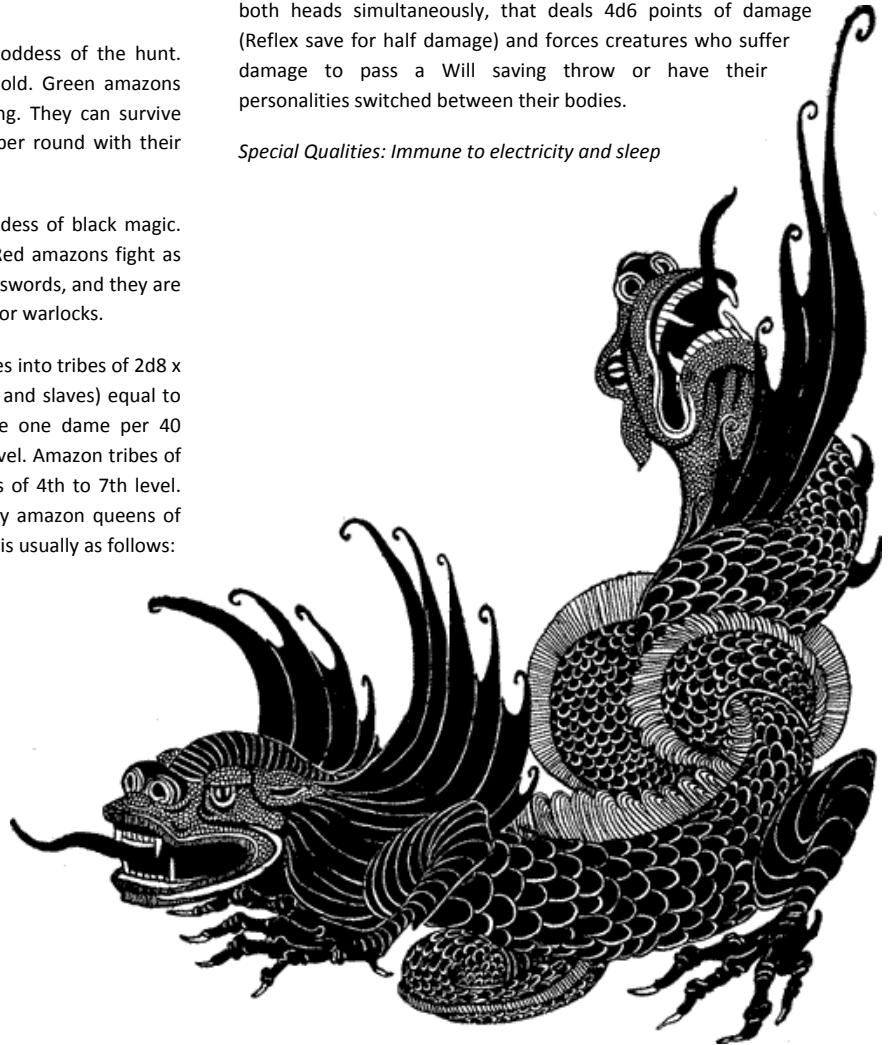 oddess of the hunt.
old. Green amazons
ng. They can survive
per round with their
dess of black magic.
Red amazons fight as
swords, and they are
or warlocks.
es into tribes of 2d8 x
and slaves) equal to
e one dame per 40
vel. Amazon tribes of
s of 4th to 7th level.
y amazon queens of
is usually as follows:
both heads simultaneously, that deals 4d6 points of damage
(Reflex save for half damage) and forces creatures who suffer
damage to pass a Will saving throw or have their
personalities switched between their bodies.
Special Qualities: Immune to electricity and sleep